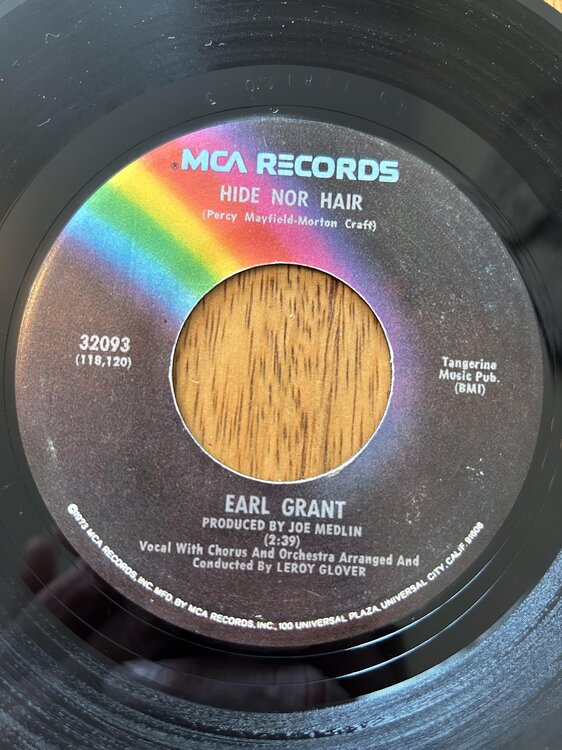 ® MCA RECORDS
HIDE NOR HAIR
(Percy Mayfield-Morton Craft)
32093
(118,120)
Tangerine
Music Pub.
(BMI)
EARL GRANT
PRODUCED BY JOE MEDLIN
(2:39)
Vocal With Chorus And Orchestra Arranged And
Conducted By LEROY GLOVER
©1973 MCA RECORDS, INC. MFD. BY MCA RECORDS, INC., 100 UNIVERSAL PLAZA, UNIVERSAL CITY, CALIF. 91608